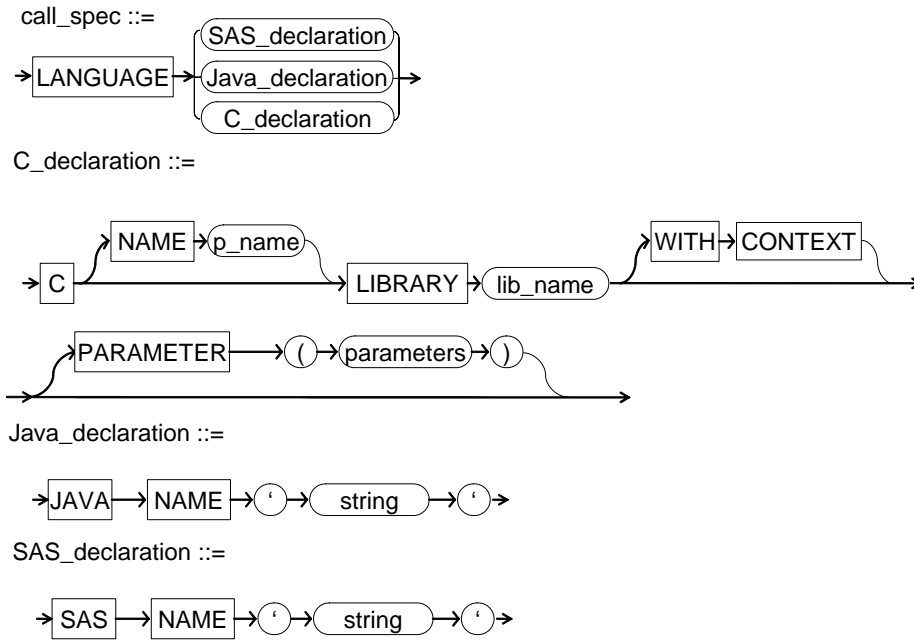 call_spec ::=
SAS_declaration
LANGUAGE Java_declaration
C_declaration
C_declaration ::=
NAME p_name WITH CONTEXT
C LIBRARY lib_name
PARAMETER ( parameters )
Java_declaration ::=
JAVA NAME ‘ string ‘
SAS_declaration ::=
SAS NAME ‘ string ‘